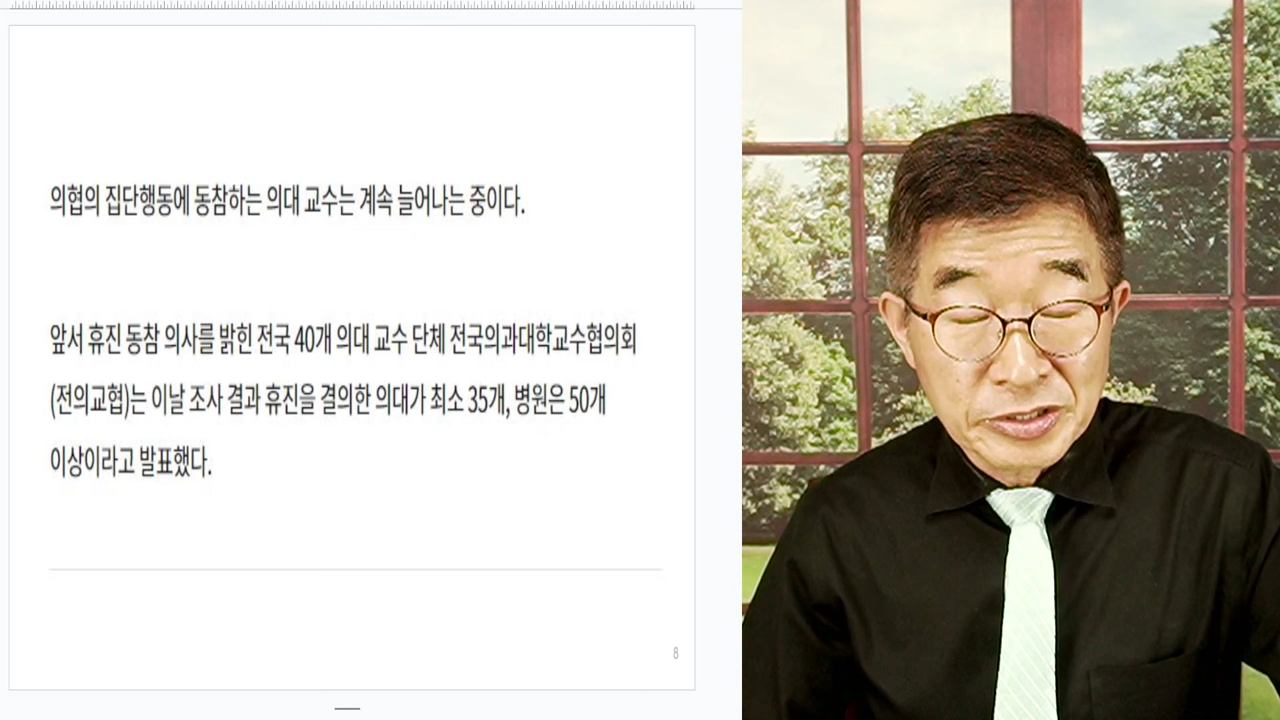 의협의 집단행동에 동참하는 의대 교수는 계속 늘어나는 중이다.
앞서 휴진 동참 의사를 밝힌 전국 40개 의대 교수 단체 전국의과대학교수협의회
(전의교협)는 이날 조사 결과 휴진을 결의한 의대가 최소 35개, 병원은 50개
이상이라고 발표했다.
8